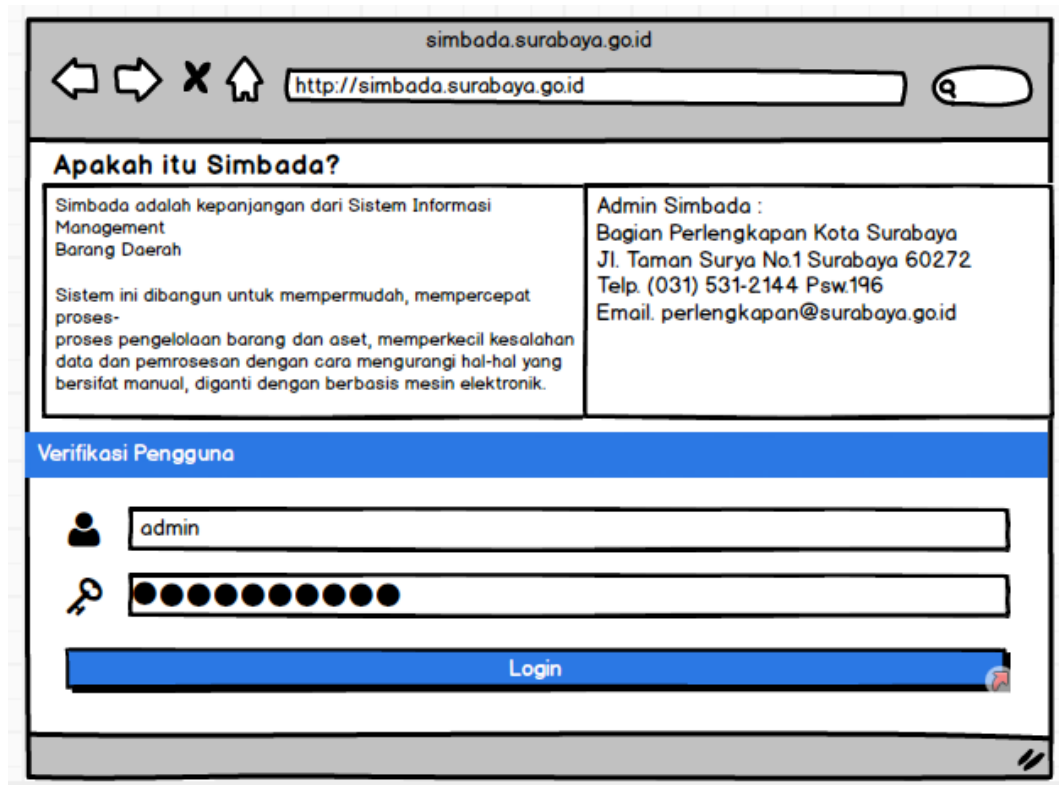 simbada.surabaya.go.id
http://simbada.surabaya.go.id
Apakah itu Simbada?
Simbada adalah kepanjangan dari Sistem Informasi
Management
Barang Daerah
Sistem ini dibangun untuk mempermudah, mempercepat
proses-
proses pengelolaan barang dan aset, memperkecil kesalahan
data dan pemrosesan dengan cara mengurangi hal-hal yang
bersifat manual, diganti dengan berbasis mesin elektronik.
Admin Simbada :
Bagian Perlengkapan Kota Surabaya
Jl. Taman Surya No.1 Surabaya 60272
Telp. (031) 531-2144 Psw.196
Email. perlengkapan@surabaya.go.id
Verifikasi Pengguna
admin
Login